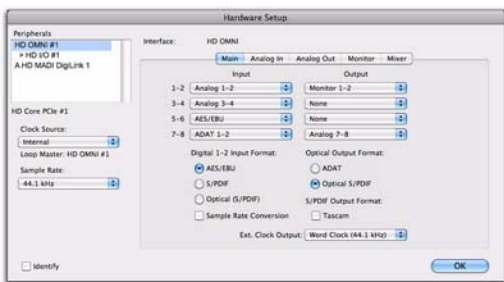 Hardware Setup
Peripherals
HD OMNI #1
> HD I/O #1
A HD MADI DigiLink 1
HD Core PCIe #1
Clock Source:
Internal
Loop Master: HD OMNI #1
Sample Rate:
44.1 kHz
Identify
Interface: HD OMNI
Main Analog In Analog Out Monitor Mixer
Input Output
1-2 Analog 1-2 Monitor 1-2
3-4 Analog 3-4 None
5-6 AES/EBU None
7-8 ADAT 1-2 Analog 7-8
Digital 1-2 Input Format: Optical Output Format:
AES/EBU ADAT
S/PDIF Optical S/PDIF
Optical (S/PDIF) S/PDIF Output Format:
Sample Rate Conversion Tascam
Ext. Clock Output: Word Clock (44.1 kHz)
OK